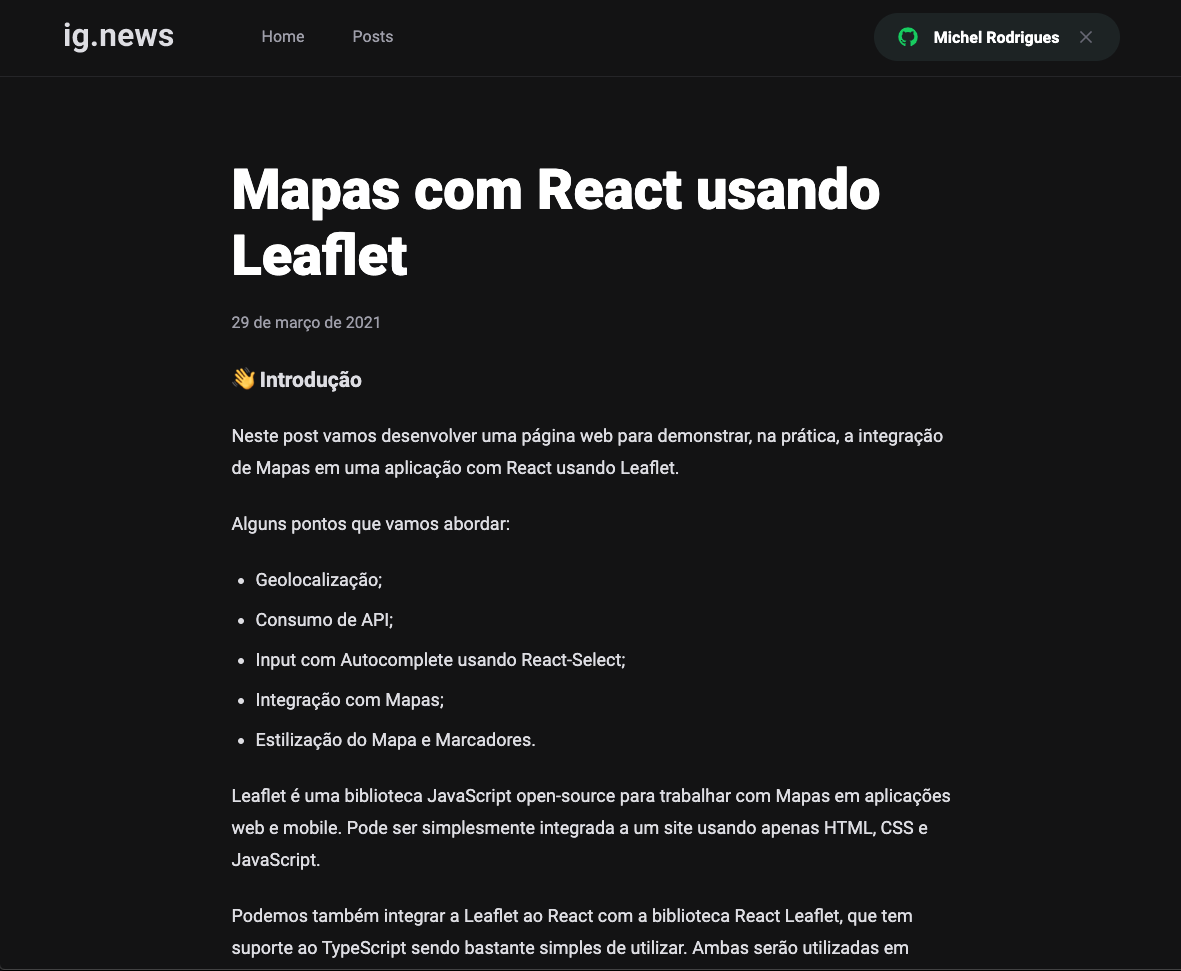 ig.news
Home
Posts
Michel Rodrigues
Mapas com React usando
Leaflet
29 de março de 2021
👋 Introdução
Neste post vamos desenvolver uma página web para demonstrar, na prática, a integração
de Mapas em uma aplicação com React usando Leaflet.
Alguns pontos que vamos abordar:
• Geolocalização;
• Consumo de API;
• Input com Autocomplete usando React-Select;
• Integração com Mapas;
• Estilização do Mapa e Marcadores.
Leaflet é uma biblioteca JavaScript open-source para trabalhar com Mapas em aplicações
web e mobile. Pode ser simplesmente integrada a um site usando apenas HTML, CSS e
JavaScript.
Podemos também integrar a Leaflet ao React com a biblioteca React Leaflet, que tem
suporte ao TypeScript sendo bastante simples de utilizar. Ambas serão utilizadas em